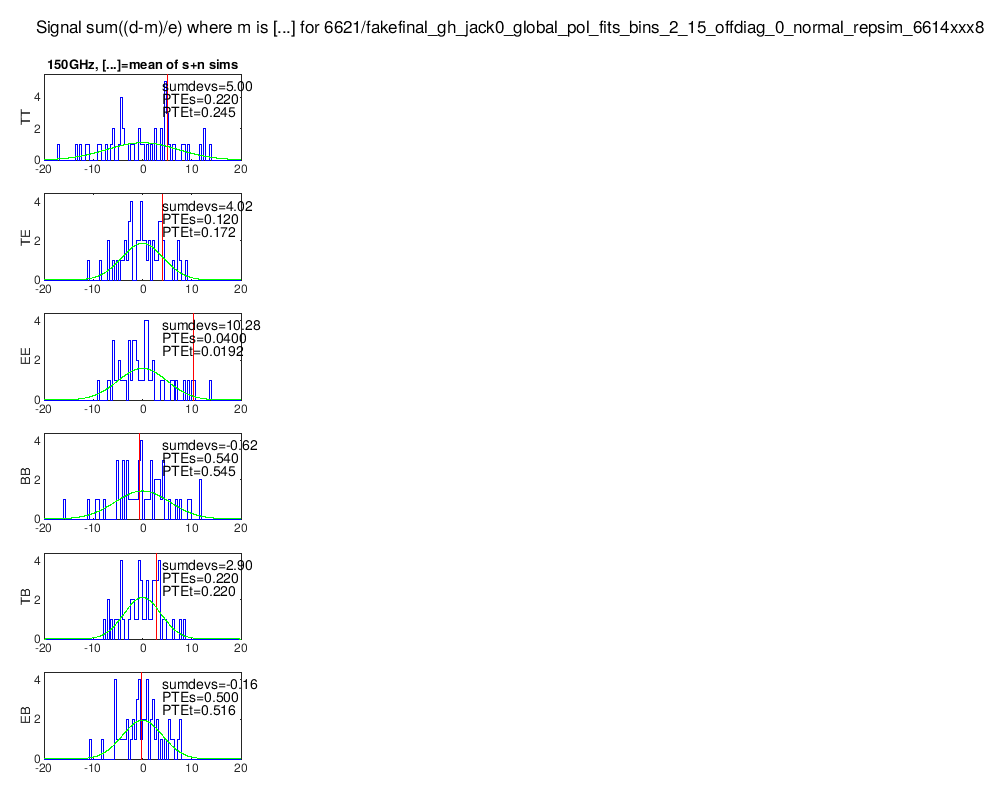 Signal sum((d-m)/e) where m is [...] for 6621/fakefinal_gh_jack0_global_pol_fits_bins_2_15_offdiag_0_normal_repsim_6614xxx8
150GHz, [...]=mean of s+n sims
TT
4
2
0
sumdevs=5.00
PTEs=0.220
PTEt=0.245
-20 -10 0 10 20
TE
4
2
0
sumdevs=4.02
PTEs=0.120
PTEt=0.172
-20 -10 0 10 20
EE
4
2
0
sumdevs=10.28
PTEs=0.0400
PTEt=0.0192
-20 -10 0 10 20
BB
4
2
0
sumdevs=-0.62
PTEs=0.540
PTEt=0.545
-20 -10 0 10 20
TB
4
2
0
sumdevs=2.90
PTEs=0.220
PTEt=0.220
-20 -10 0 10 20
EB
4
2
0
sumdevs=-0.16
PTEs=0.500
PTEt=0.516
-20 -10 0 10 20